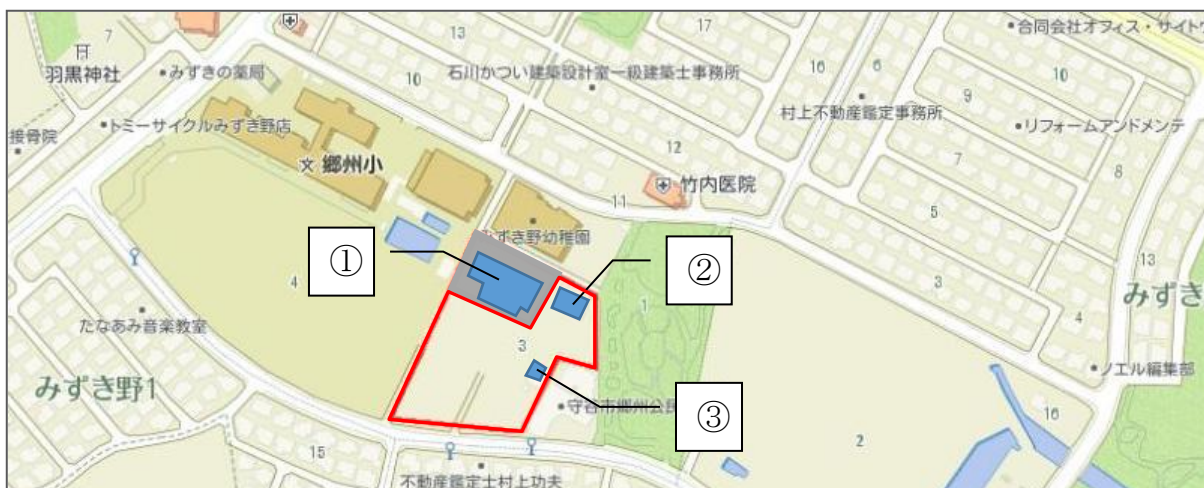 7
13
17
合同会社オフィス・サイト
羽黒神社
みずきの薬局
10
石川かつい建築設計室一級建築士事務所
16
6
10
村上不動産鑑定事務所
9
接骨院
トミーサイクルみずき野店
リフォームアンドメンテ
文 郷州小
12
7
8
竹内医院
11
5
みずき野幼稚園
①
②
4
1
3
13
みずき
たなあみ音楽教室
3
4
みずき野1
ノエル編集部
守谷市郷州公民
③
16
15
2
不動産鑑定士村上功夫